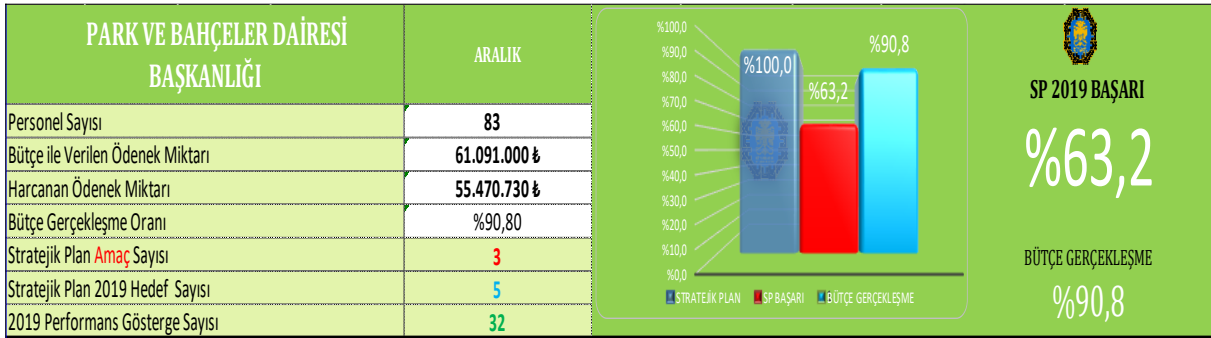 PARK VE BAHÇELER DAİRESİ
BAŞKANLIĞI
ARALIK
Personel Sayısı 83
Bütçe ile Verilen Ödenek Miktarı 61.091.000 ₺
Harcanan Ödenek Miktarı 55.470.730 ₺
Bütçe Gerçekleşme Oranı %90,80
Stratejik Plan Amaç Sayısı 3
Stratejik Plan 2019 Hedef Sayısı 5
2019 Performans Gösterge Sayısı 32
%100,0
%90,0
%80,0
%70,0
%60,0
%50,0
%40,0
%30,0
%20,0
%10,0
%0,0
%100,0
%63,2
%90,8
STRATEJİK PLAN SP BAŞARI BÜTÇE GERÇEKLEŞME
SP 2019 BAŞARI
%63,2
BÜTÇE GERÇEKLEŞME
%90,8